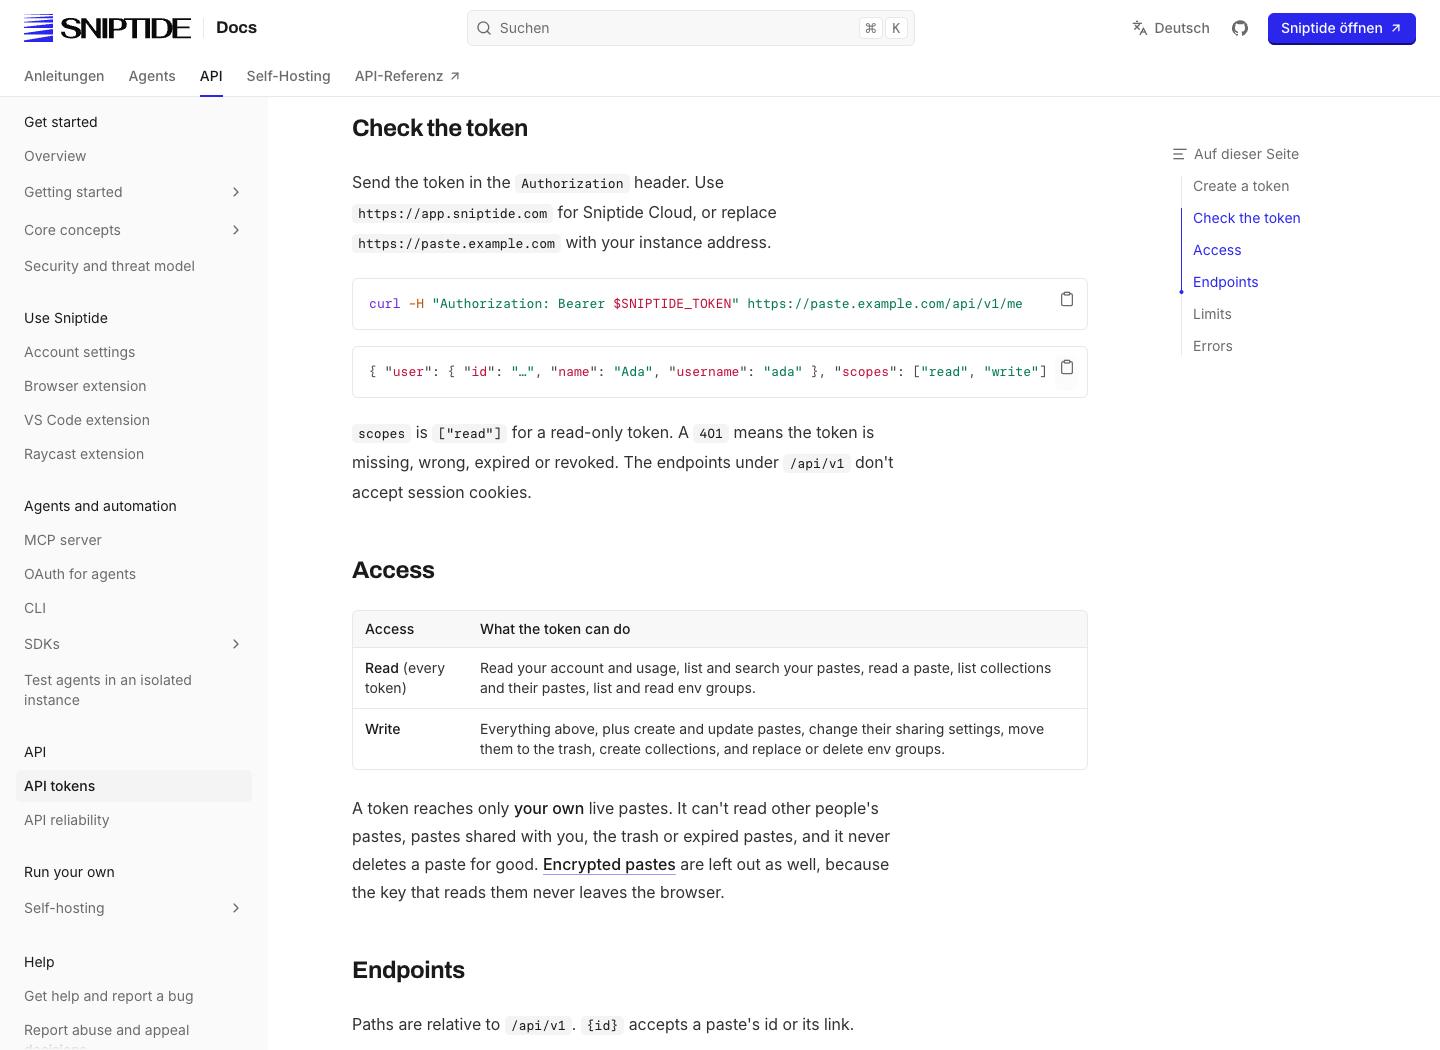 SNIPTIDE Docs
Suchen
⌘ K
Deutsch
Sniptide öffnen
Anleitungen
Agents
API
Self-Hosting
API-Referenz
Get started
Overview
Getting started
Core concepts
Security and threat model
Use Sniptide
Account settings
Browser extension
VS Code extension
Raycast extension
Agents and automation
MCP server
OAuth for agents
CLI
SDKs
Test agents in an isolated
instance
API
API tokens
API reliability
Run your own
Self-hosting
Help
Get help and report a bug
Report abuse and appeal
Check the token
Send the token in the Authorization header. Use
https://app.sniptide.com for Sniptide Cloud, or replace
https://paste.example.com with your instance address.
curl -H "Authorization: Bearer $SNIPTIDE_TOKEN" https://paste.example.com/api/v1/me
{ "user": { "id": "…", "name": "Ada", "username": "ada" }, "scopes": ["read", "write"]
scopes is ["read"] for a read-only token. A 401 means the token is
missing, wrong, expired or revoked. The endpoints under /api/v1 don't
accept session cookies.
Access
Access What the token can do
Read (every Read your account and usage, list and search your pastes, read a paste, list collections
token) and their pastes, list and read env groups.
Write Everything above, plus create and update pastes, change their sharing settings, move
them to the trash, create collections, and replace or delete env groups.
A token reaches only your own live pastes. It can't read other people's
pastes, pastes shared with you, the trash or expired pastes, and it never
deletes a paste for good. Encrypted pastes are left out as well, because
the key that reads them never leaves the browser.
Endpoints
Paths are relative to /api/v1. {id} accepts a paste's id or its link.
Auf dieser Seite
Create a token
Check the token
Access
Endpoints
Limits
Errors